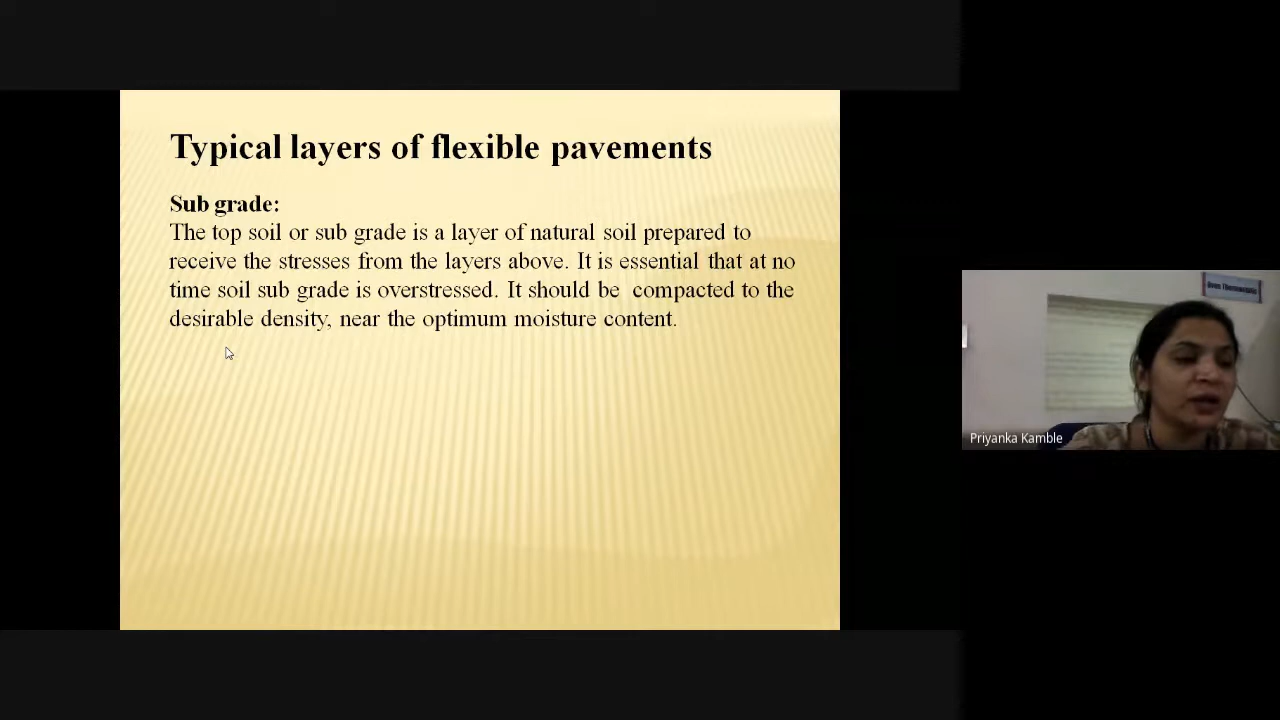 Typical layers of flexible pavements
Sub grade:
The top soil or sub grade is a layer of natural soil prepared to
receive the stresses from the layers above. It is essential that at no
time soil sub grade is overstressed. It should be  compacted to the
desirable density, near the optimum moisture content.
Priyanka Kamble